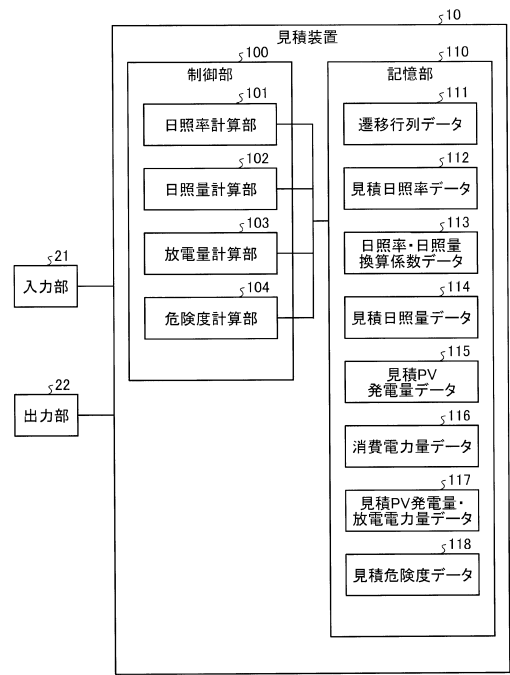 10
見積装置
100
制御部
101
日照率計算部
102
日照量計算部
103
放電量計算部
104
危険度計算部
110
記憶部
111
遷移行列データ
112
見積日照率データ
113
日照率・日照量
換算係数データ
114
見積日照量データ
115
見積PV
発電量データ
116
消費電力量データ
117
見積PV発電量・
放電電力量データ
118
見積危険度データ
21
入力部
22
出力部